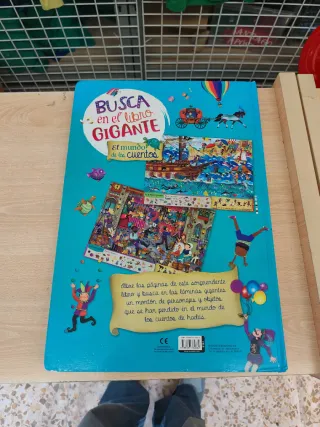 BUSCA
en el libro
GIGANTE
El mundo
de los cuentos
Abre las páginas de este sorprendente
libro y busca en las láminas gigantes
un montón de personajes y objetos
que se han perdido en el mundo de
los cuentos de hadas.
CE